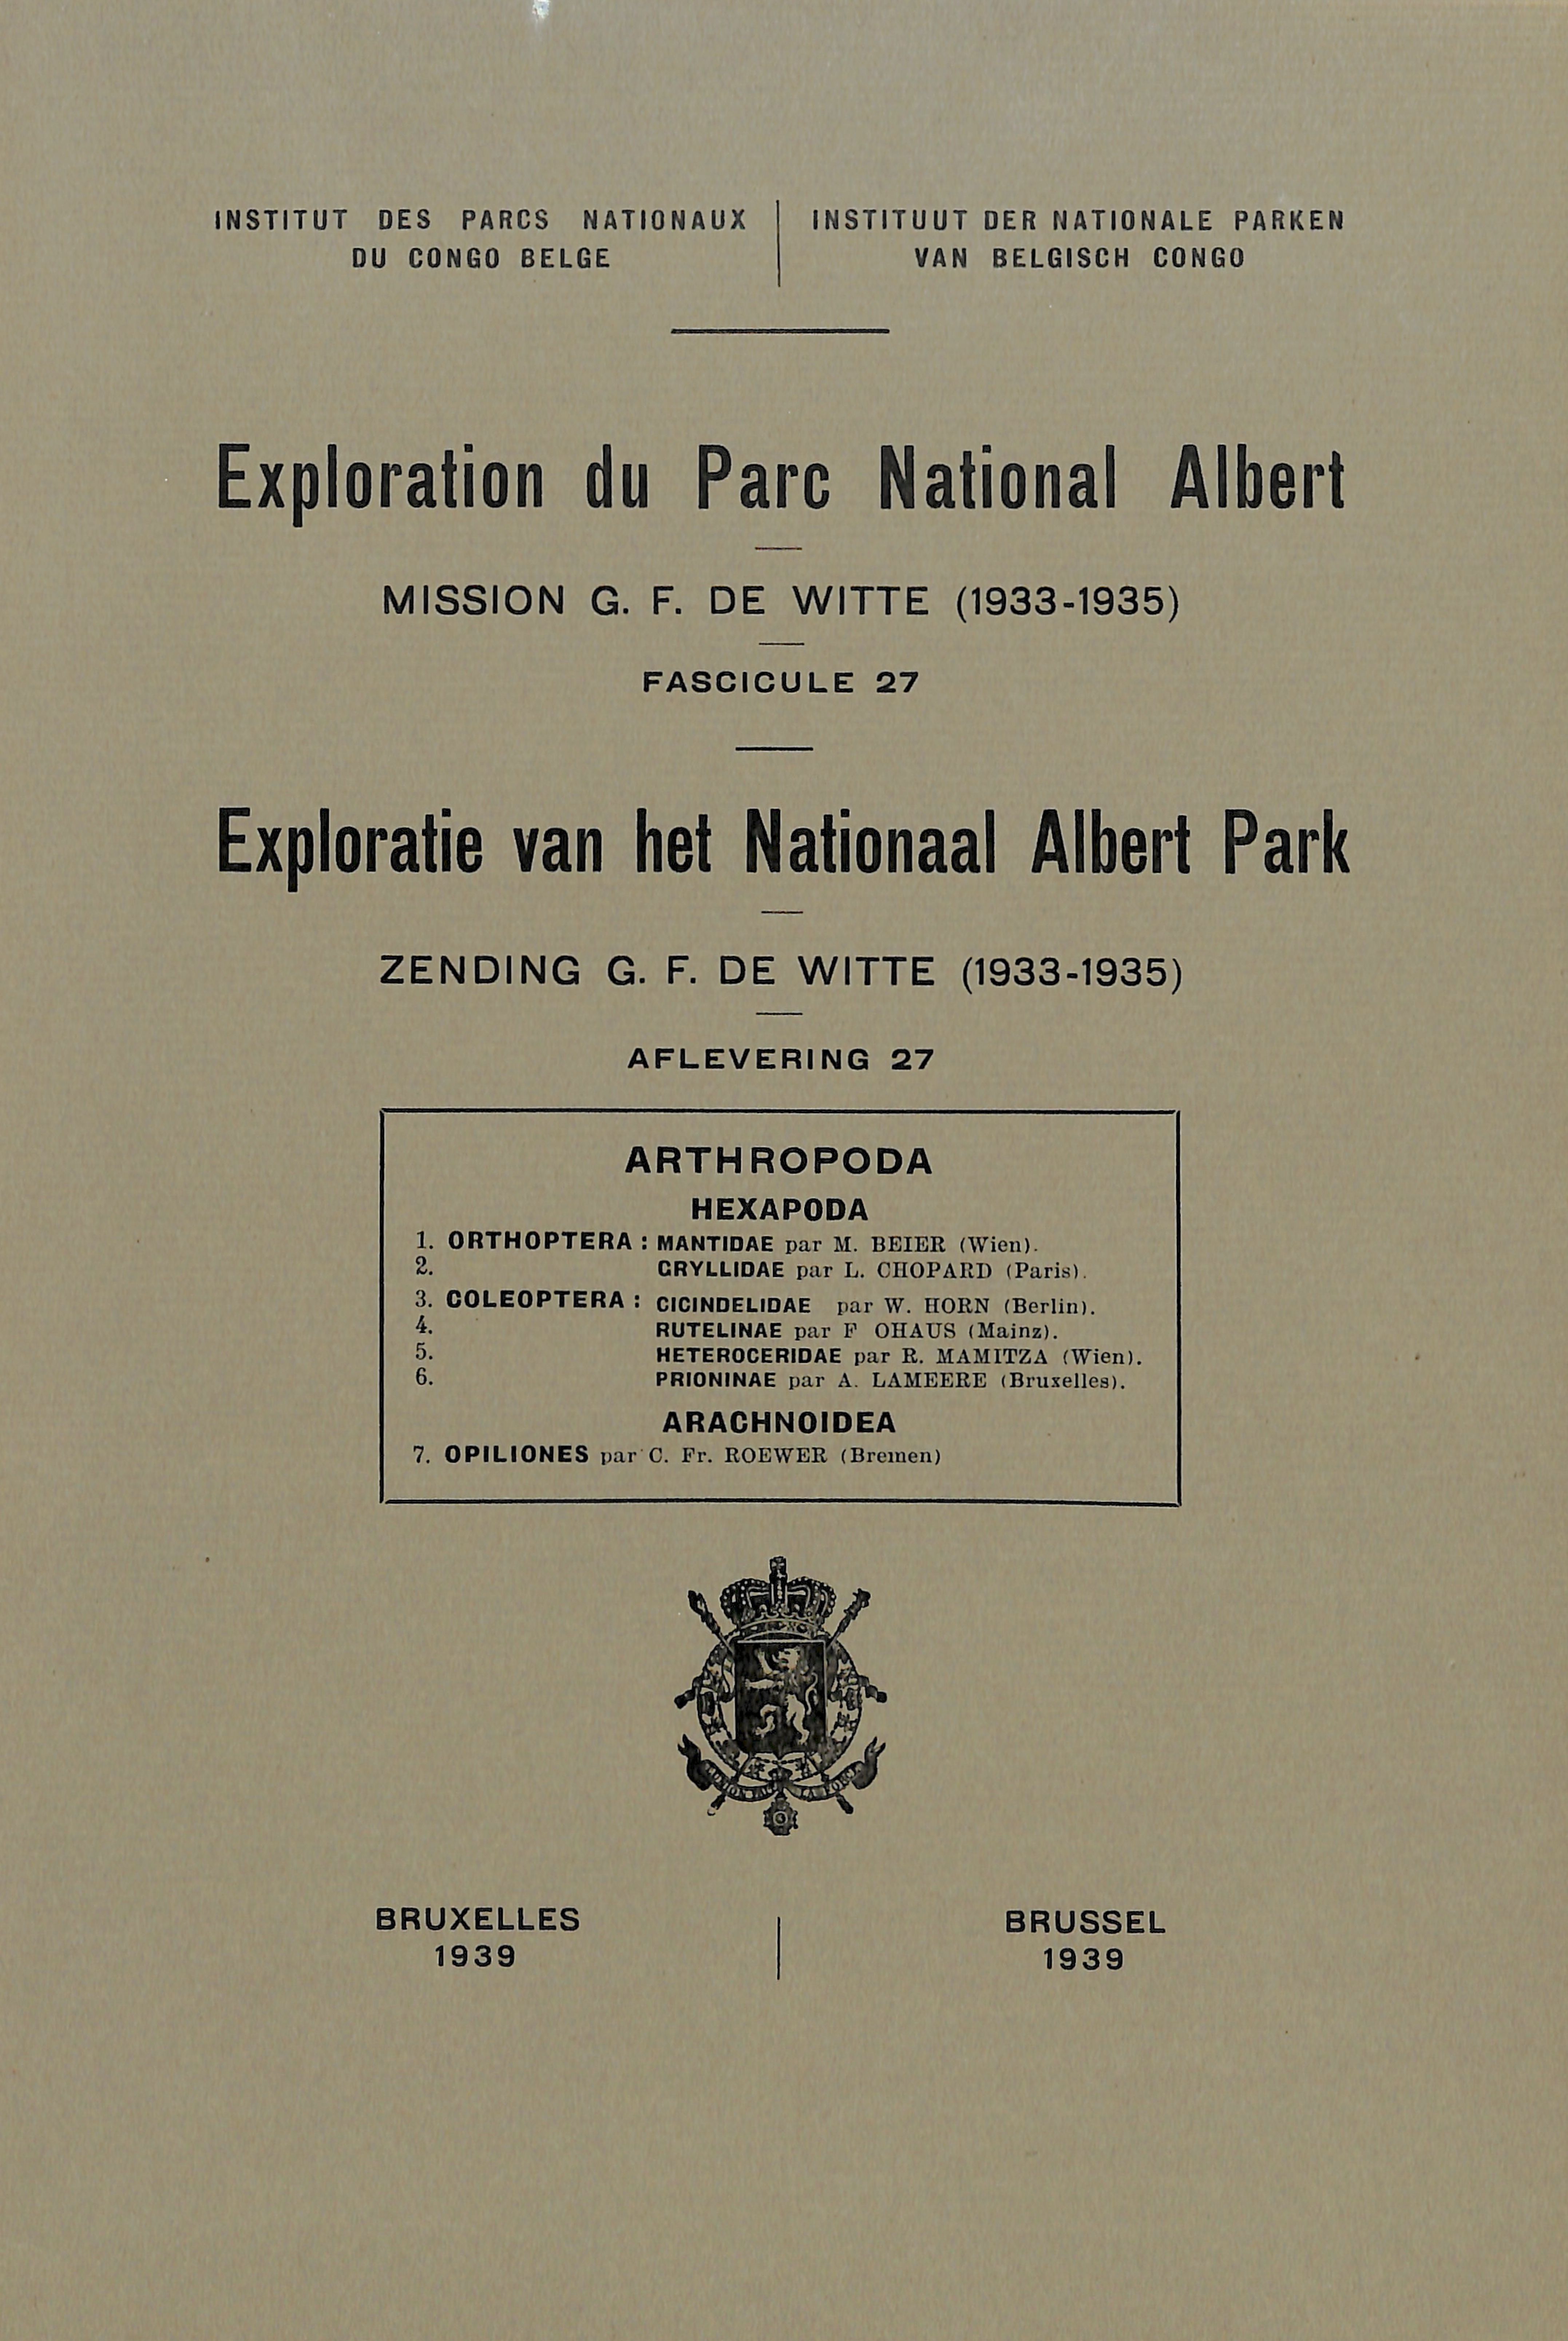 INSTITUT DES PARCS NATIONAUX
DU CONGO BELGE
INSTITUUT DER NATIONALE PARKEN
VAN BELGISCH CONGO
Exploration du Parc National Albert
MISSION G. F. DE WITTE (1933-1935)
FASCICULE 27
Exploratie van het Nationaal Albert Park
ZENDING G. F. DE WITTE (1933-1935)
AFLEVERING 27
ARTHROPODA
HEXAPODA
1. ORTHOPTERA : MANTIDAE par M. BEIER (Wien).
2. GRYLLIDAE par L. CHOPARD (Paris).
3. COLEOPTERA : CICINDELIDAE par W. HORN (Berlin).
4. RUTELINAE par F OHAUS (Mainz).
5. HETEROCERIDAE par R. MAMITZA (Wien).
6. PRIONINAE par A. LAMEERE (Bruxelles).
ARACHNOIDEA
7. OPILIONES par C. Fr. ROEWER (Bremen)
BRUXELLES
1939
BRUSSEL
1939